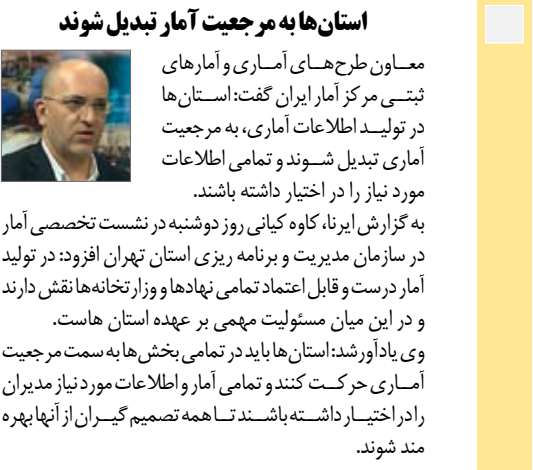 استان‌ها به مرجعیت آمار تبدیل شوند
معـاون طرح‌هـای آمـاری و آمارهای
ثبتـی مرکز آمار ایران گفت: اسـتان‌ها
در تولیـد اطلاعات آماری، به مرجعیت
آماری تبدیل شـوند و تمامی اطلاعات
مورد نیاز را در اختیار داشته باشند.
به گزارش ایرنا، کاوه کیانی روز دوشنبه در نشست تخصصی آمار
در سازمان مدیریت و برنامه ریزی استان تهران افزود: در تولید
آمار درست و قابل اعتماد تمامی نهادها و وزارتخانه‌ها نقش دارند
و در این میان مسئولیت مهمی بر عهده استان هاست.
وی یادآور شد: استان‌ها باید در تمامی بخش‌ها به سمت مرجعیت
آمـاری حرکـت کنند و تمامی آمار و اطلاعات مورد نیاز مدیران
را در اختیـار داشـته باشـند تـا همه تصمیم گیـران از آنها بهره
مند شوند.